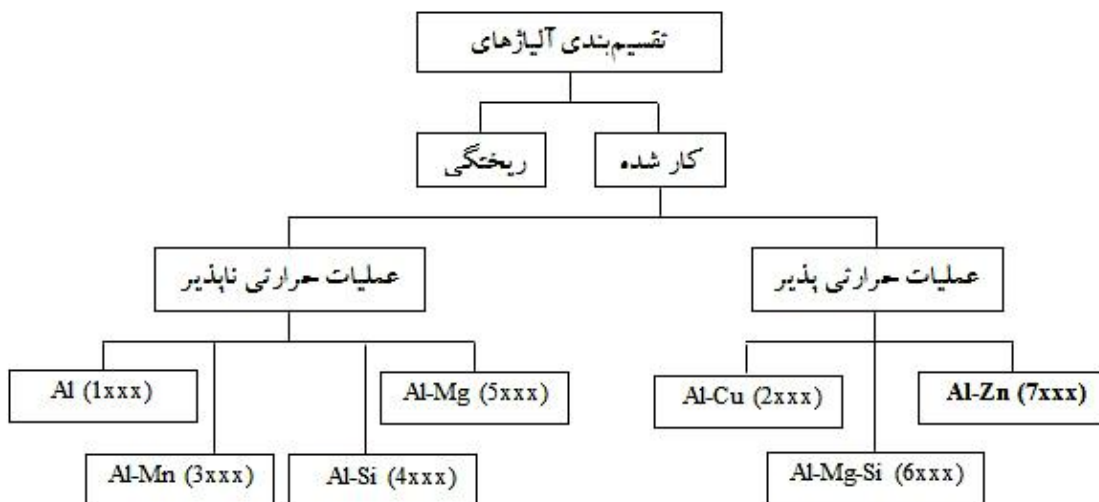 تقسیم‌بندی آلیاژهای
ریختگی
کار شده
عملیات حرارتی ناپذیر
عملیات حرارتی پذیر
Al (1xxx)
Al-Mg (5xxx)
Al-Cu (2xxx)
Al-Zn (7xxx)
Al-Mn (3xxx)
Al-Si (4xxx)
Al-Mg-Si (6xxx)